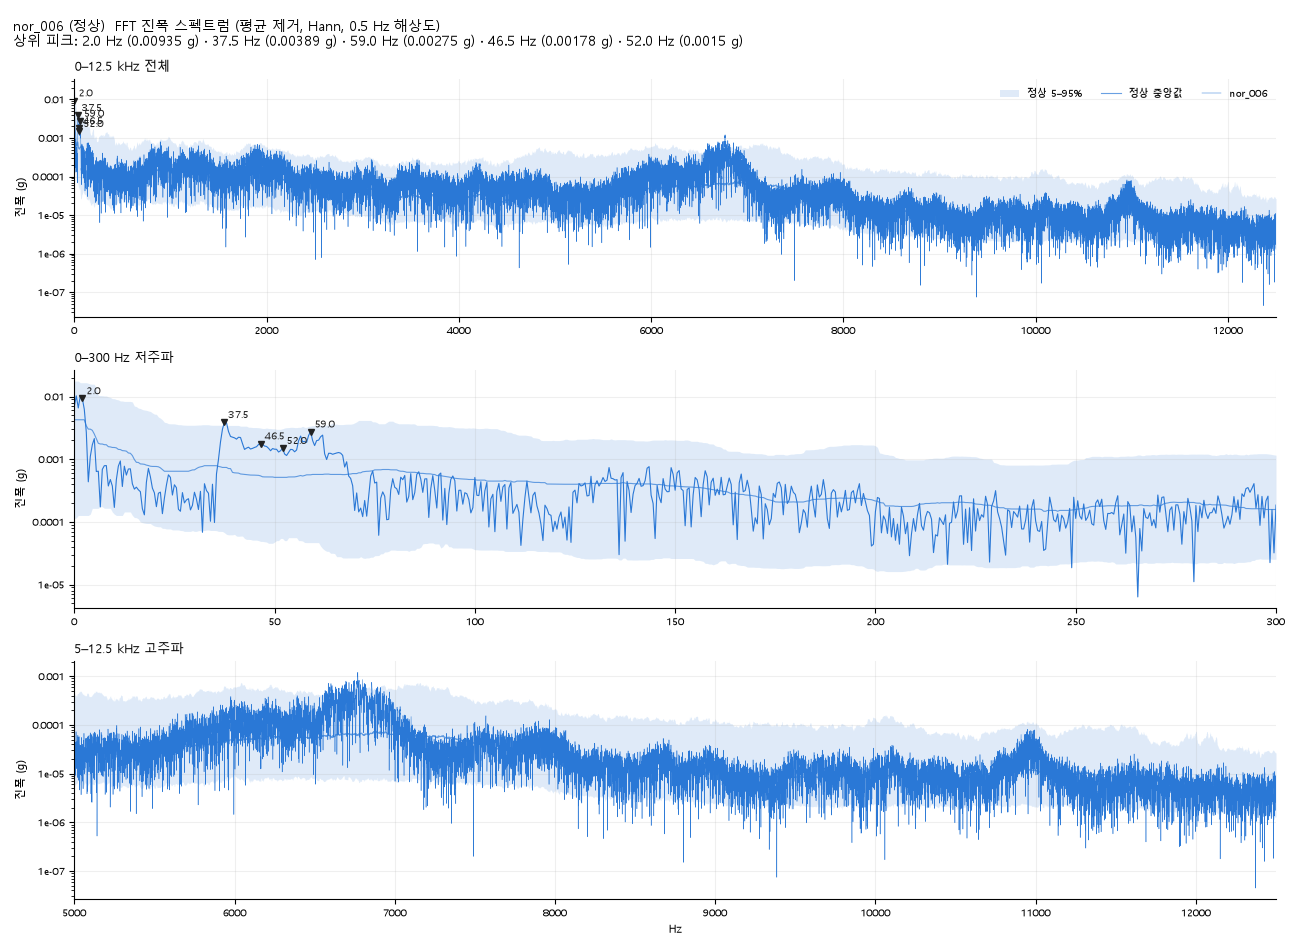 nor_006 (정상)  FFT 진폭 스펙트럼 (평균 제거, Hann, 0.5 Hz 해상도)
상위 피크: 2.0 Hz (0.00935 g) · 37.5 Hz (0.00389 g) · 59.0 Hz (0.00275 g) · 46.5 Hz (0.00178 g) · 52.0 Hz (0.0015 g)
0–12.5 kHz 전체
정상 5–95% 정상 중앙값 nor_006
2.0
37.5
59.0
46.5
52.0
0.01
0.001
0.0001
1e-05
1e-06
1e-07
진폭 (g)
0 2000 4000 6000 8000 10000 12000
0–300 Hz 저주파
2.0
37.5
46.5
52.0
59.0
0.01
0.001
0.0001
1e-05
진폭 (g)
0 50 100 150 200 250 300
5–12.5 kHz 고주파
0.001
0.0001
1e-05
1e-06
1e-07
진폭 (g)
5000 6000 7000 8000 9000 10000 11000 12000
Hz